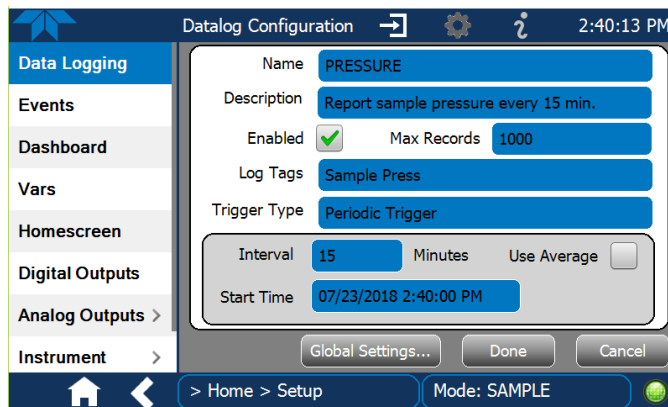 Datalog Configuration 2:40:13 PM
Data Logging
Events
Dashboard
Vars
Homescreen
Digital Outputs
Analog Outputs >
Instrument >
Name PRESSURE
Description Report sample pressure every 15 min.
Enabled Max Records 1000
Log Tags Sample Press
Trigger Type Periodic Trigger
Interval 15 Minutes Use Average
Start Time 07/23/2018 2:40:00 PM
Global Settings... Done Cancel
> Home > Setup Mode: SAMPLE